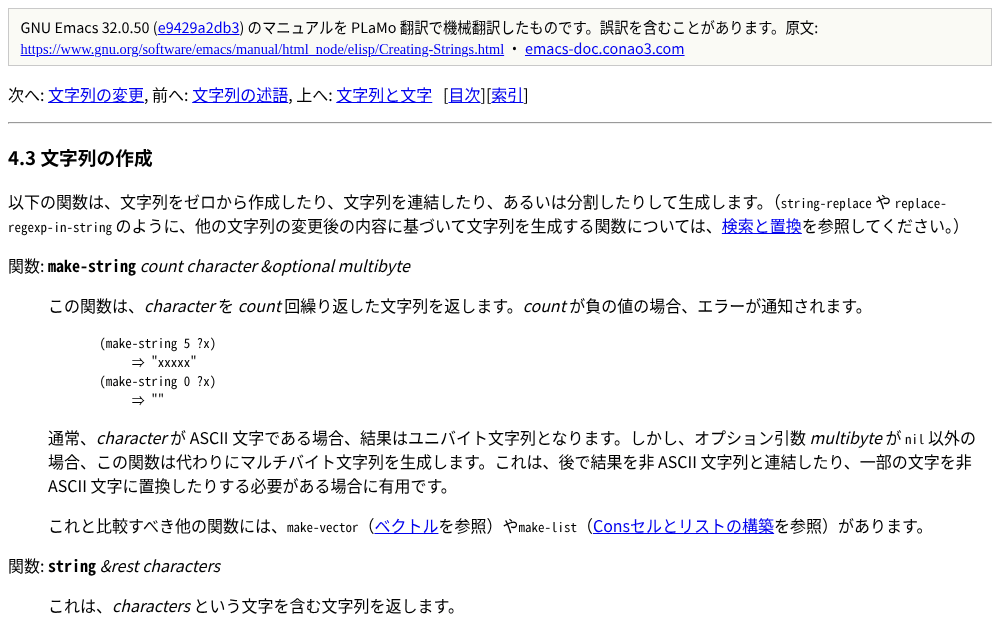 GNU Emacs 32.0.50 (e9429a2db3) のマニュアルを PLaMo 翻訳で機械翻訳したものです。誤訳を含むことがあります。原文:
https://www.gnu.org/software/emacs/manual/html_node/elisp/Creating-Strings.html ・ emacs-doc.conao3.com
次へ: 文字列の変更, 前へ: 文字列の述語, 上へ: 文字列と文字 [目次][索引]
4.3 文字列の作成
以下の関数は、文字列をゼロから作成したり、文字列を連結したり、あるいは分割したりして生成します。（string-replace や replace-
regexp-in-string のように、他の文字列の変更後の内容に基づいて文字列を生成する関数については、検索と置換を参照してください。）
関数: make-string count character &optional multibyte
この関数は、character を count 回繰り返した文字列を返します。count が負の値の場合、エラーが通知されます。
(make-string 5 ?x)
⇒ "xxxxx"
(make-string 0 ?x)
⇒ ""
通常、character が ASCII 文字である場合、結果はユニバイト文字列となります。しかし、オプション引数 multibyte が nil 以外の
場合、この関数は代わりにマルチバイト文字列を生成します。これは、後で結果を非 ASCII 文字列と連結したり、一部の文字を非
ASCII 文字に置換したりする必要がある場合に有用です。
これと比較すべき他の関数には、make-vector（ベクトルを参照）やmake-list（Consセルとリストの構築を参照）があります。
関数: string &rest characters
これは、characters という文字を含む文字列を返します。